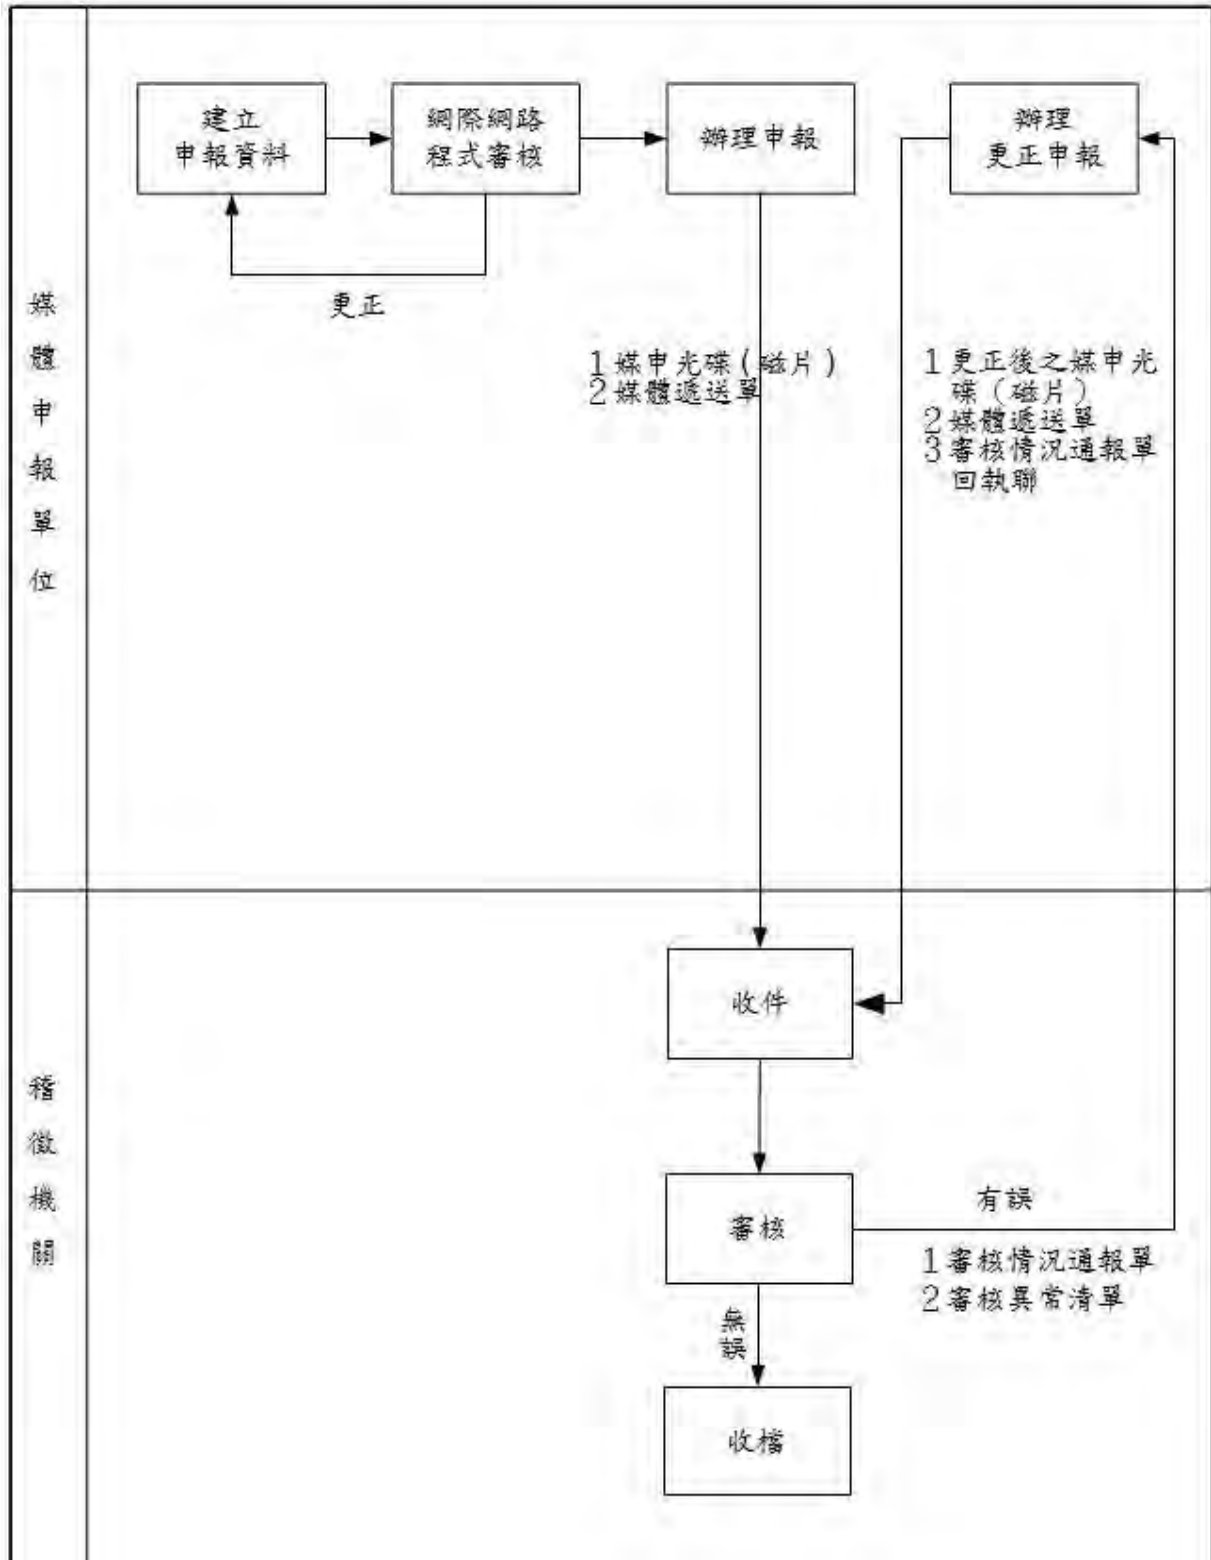 媒體申報單位
建立
申報資料
網際網路
程式審核
辦理申報
辦理
更正申報
更正
1媒申光碟(磁片)
2媒體遞送單
1更正後之媒申光
碟（磁片）
2媒體遞送單
3審核情況通報單
回執聯
稽徵機關
收件
審核
有誤
1審核情況通報單
2審核異常清單
無誤
收檔